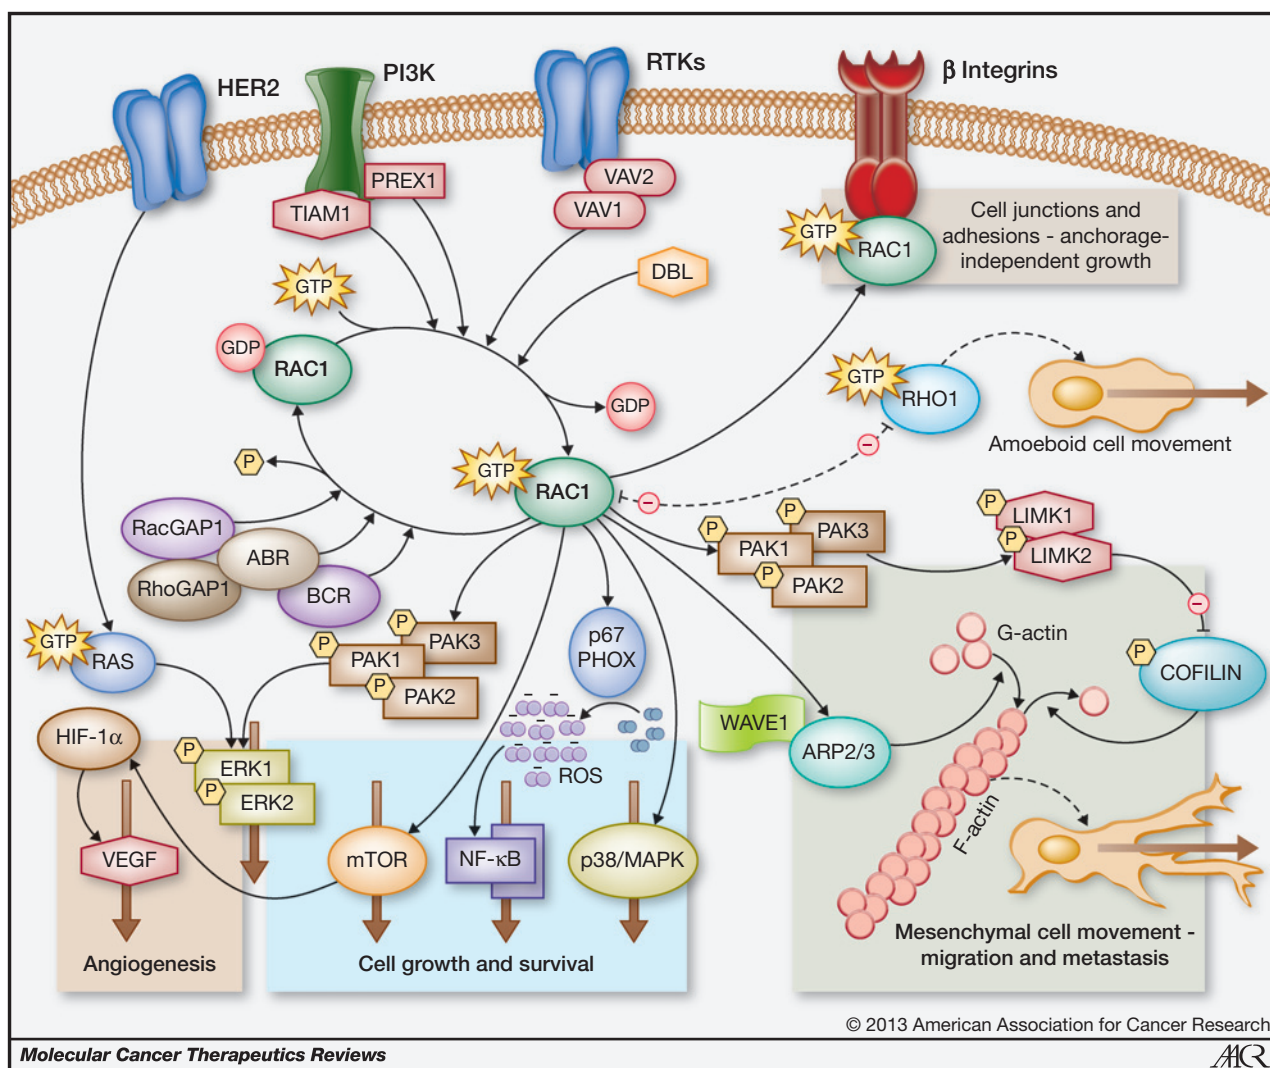 HER2
PI3K
RTKs
β Integrins
PREX1
TIAM1
VAV2
VAV1
DBL
GTP
GTP
RAC1
Cell junctions and
adhesions - anchorage-
independent growth
GDP
RAC1
GDP
GTP
RHO1
Amoeboid cell movement
–
–
P
GTP
RAC1
RacGAP1
ABR
RhoGAP1
BCR
P
PAK3
P
PAK1
P
PAK2
P
LIMK1
P
LIMK2
–
GTP
RAS
P
PAK3
P
PAK1
P
PAK2
p67
PHOX
G-actin
P
COFILIN
WAVE1
ARP2/3
HIF-1α
P
ERK1
P
ERK2
– – – – – – – –
ROS
F-actin
VEGF
mTOR
NF-κB
p38/MAPK
Angiogenesis
Cell growth and survival
Mesenchymal cell movement -
migration and metastasis
© 2013 American Association for Cancer Research
Molecular Cancer Therapeutics Reviews
AACR